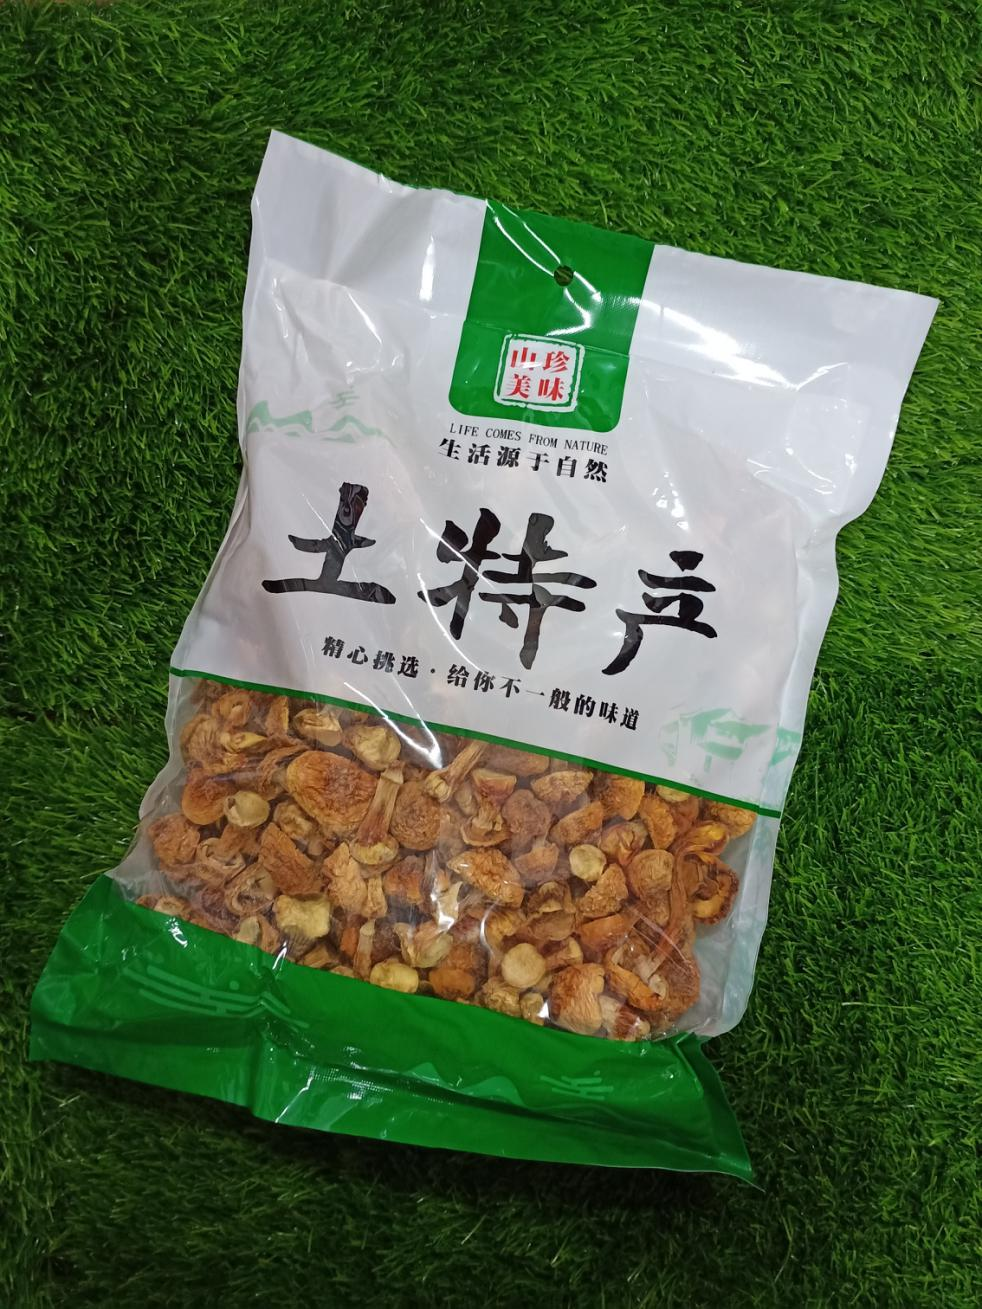 山珍
美味
LIFE COMES FROM NATURE
生活源于自然
土特产
精心挑选·给你不一般的味道